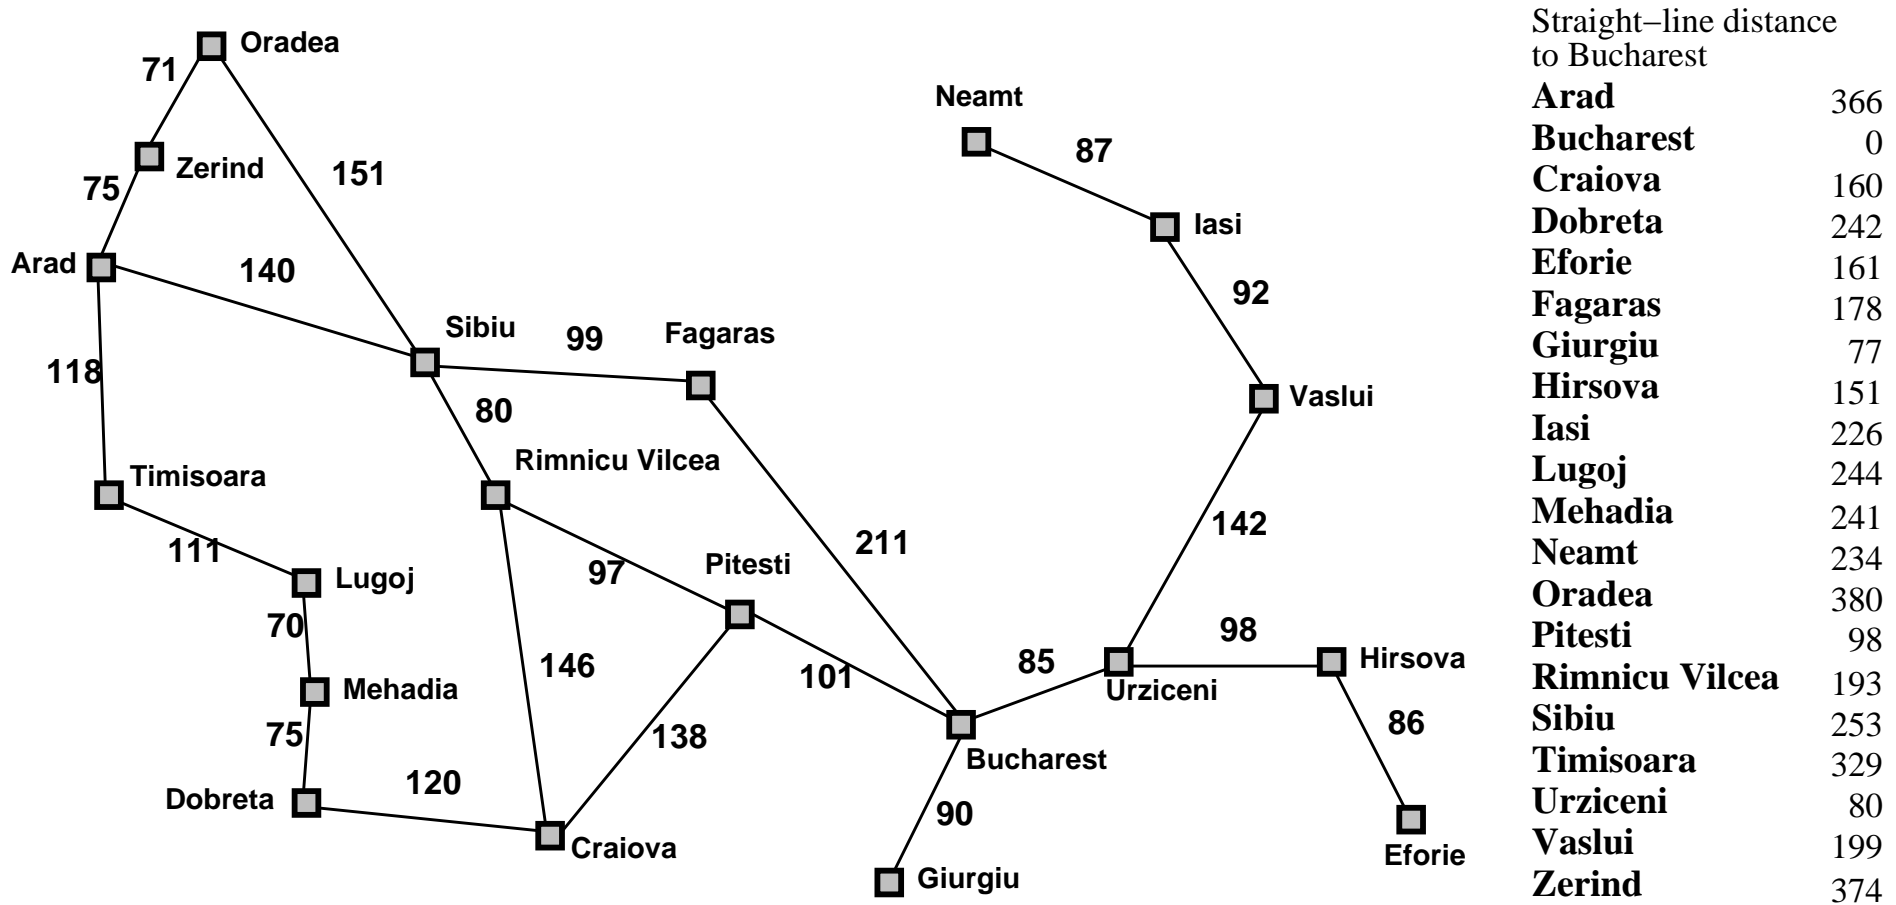 Oradea
71
Neamt
87
Zerind
151
75
Iasi
Arad
140
92
Sibiu
99
Fagaras
118
80
Vaslui
Rimnicu Vilcea
Timisoara
142
111
211
Lugoj
97
Pitesti
70
98
Hirsova
146
101
85
Urziceni
Mehadia
75
138
86
Bucharest
120
Dobreta
90
Craiova
Eforie
Giurgiu
Straight−line distance
to Bucharest
Arad 366
Bucharest 0
Craiova 160
Dobreta 242
Eforie 161
Fagaras 178
Giurgiu 77
Hirsova 151
Iasi 226
Lugoj 244
Mehadia 241
Neamt 234
Oradea 380
Pitesti 98
Rimnicu Vilcea 193
Sibiu 253
Timisoara 329
Urziceni 80
Vaslui 199
Zerind 374